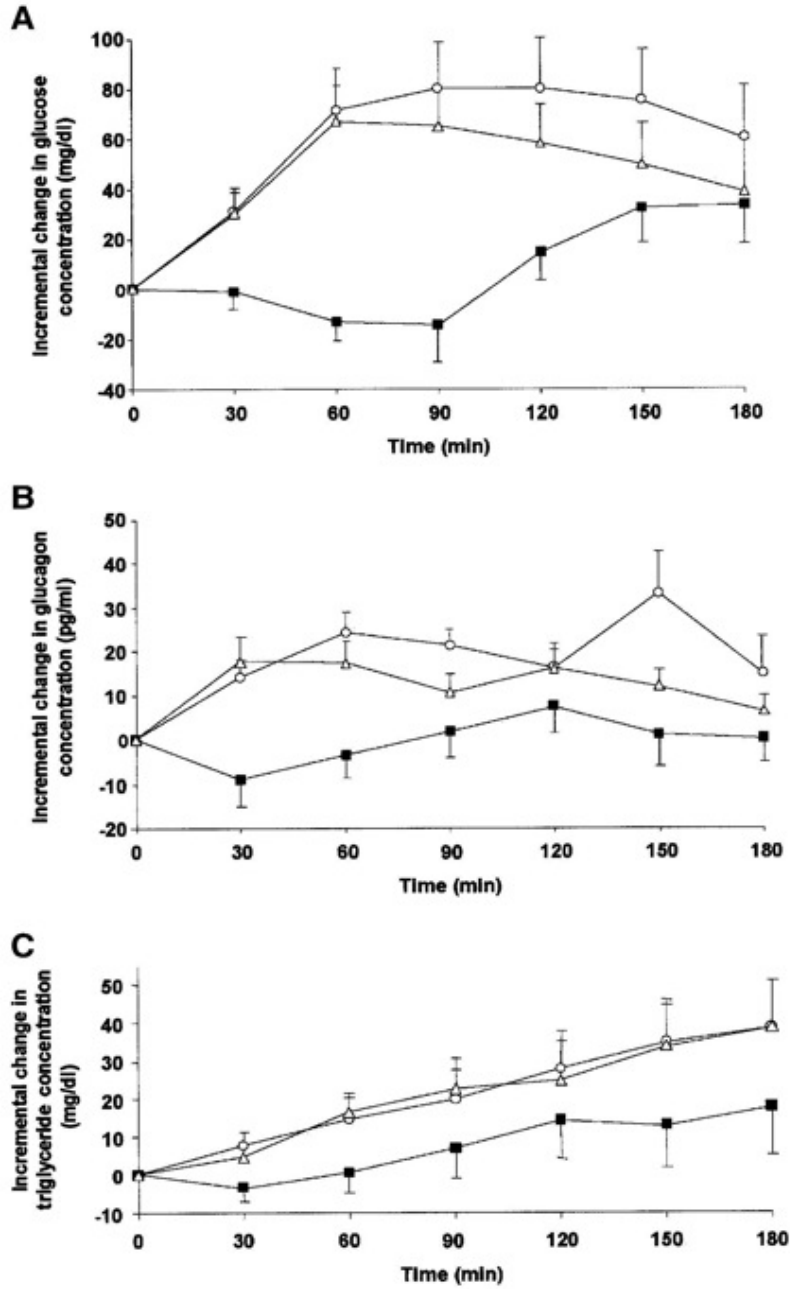 A
Incremental change in glucose
concentration (mg/dl)
100
80
60
40
20
0
-20
-40
0 30 60 90 120 150 180
Time (min)
B
Incremental change in glucagon
concentration (pg/ml)
50
40
30
20
10
0
-10
-20
0 30 60 90 120 150 180
Time (min)
C
Incremental change in
triglyceride concentration
(mg/dl)
50
40
30
20
10
0
-10
0 30 60 90 120 150 180
Time (min)